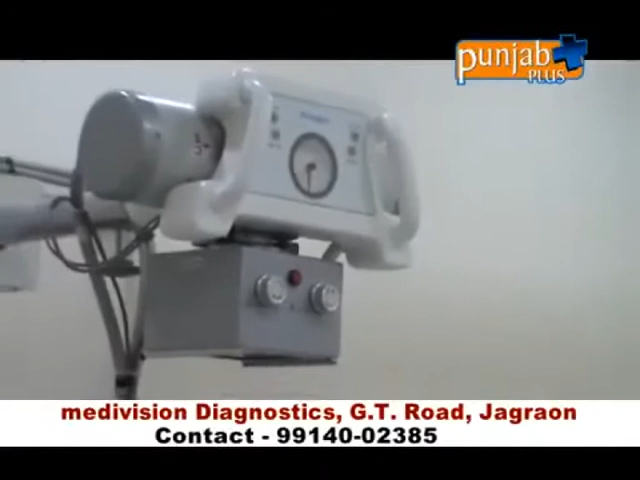 punjab
PLUS
medivision Diagnostics, G.T. Road, Jagraon
Contact - 99140-02385